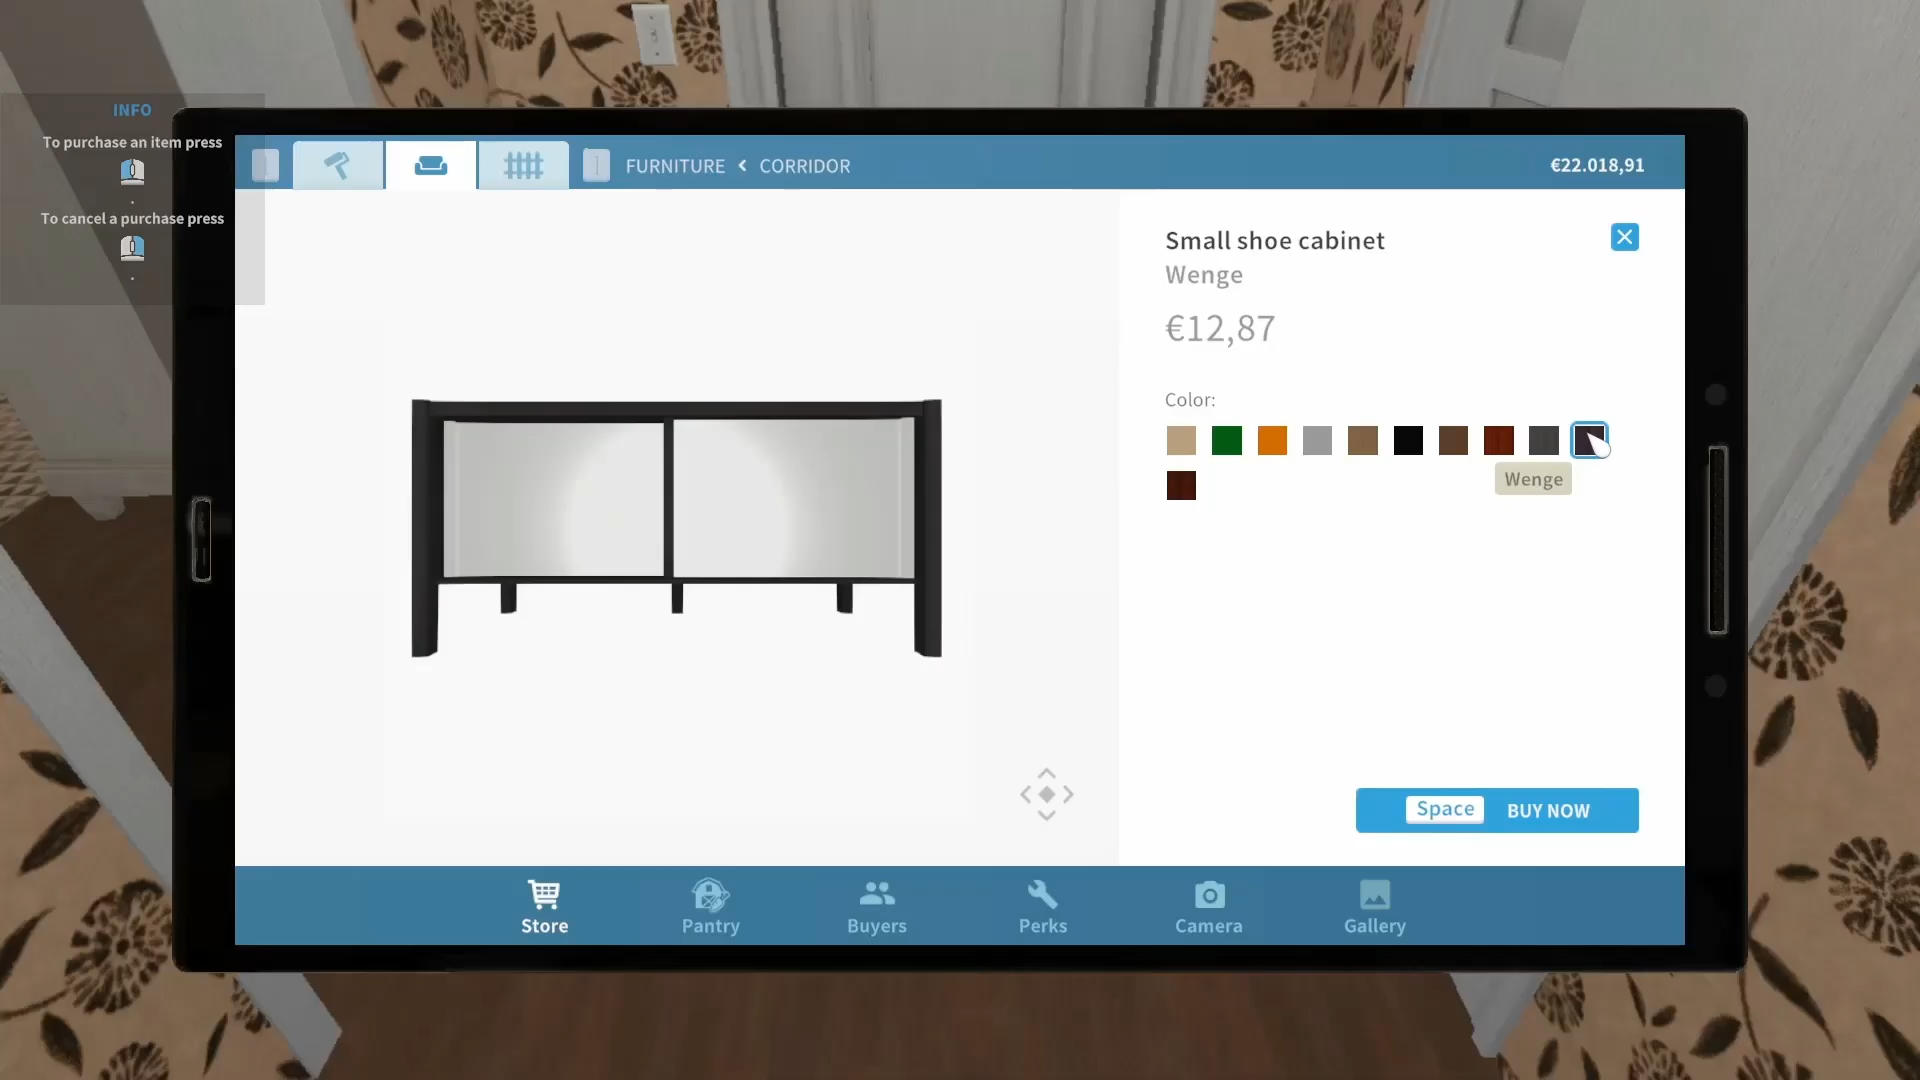 INFO
To purchase an item press
.
To cancel a purchase press
.
FURNITURE < CORRIDOR
€22.018,91
Small shoe cabinet
Wenge
€12,87
Color:
Wenge
Space BUY NOW
Store
Pantry
Buyers
Perks
Camera
Gallery